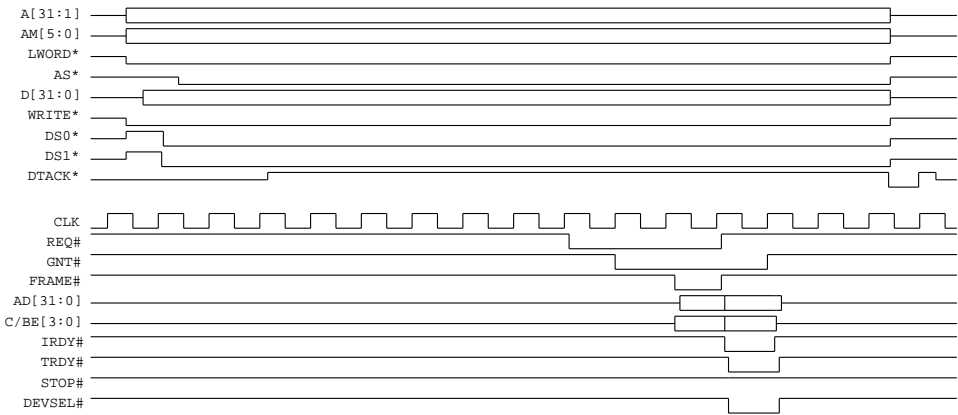 A[31:1]
AM[5:0]
LWORD*
AS*
D[31:0]
WRITE*
DS0*
DS1*
DTACK*
CLK
REQ#
GNT#
FRAME#
AD[31:0]
C/BE[3:0]
IRDY#
TRDY#
STOP#
DEVSEL#